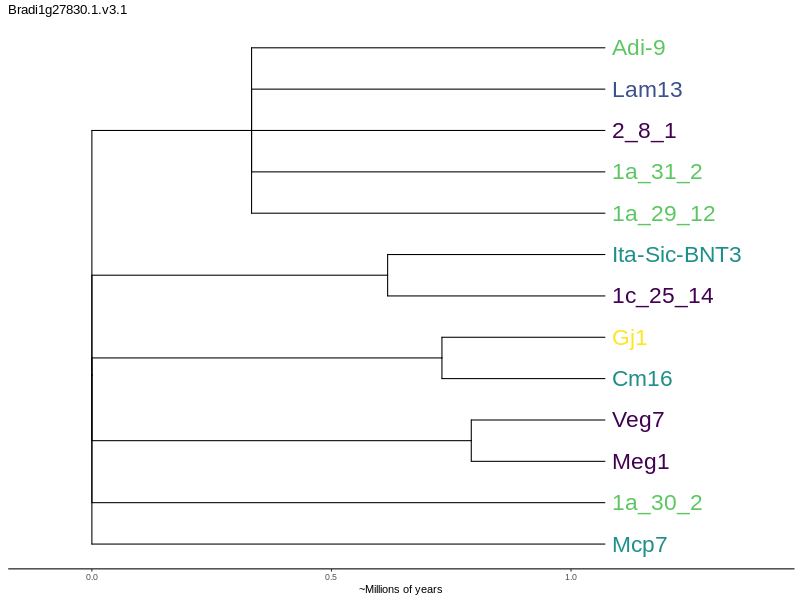 Bradi1g27830.1.v3.1
Adi-9
Lam13
2_8_1
1a_31_2
1a_29_12
Ita-Sic-BNT3
1c_25_14
Gj1
Cm16
Veg7
Meg1
1a_30_2
Mcp7
0.0 0.5 1.0
~Millions of years